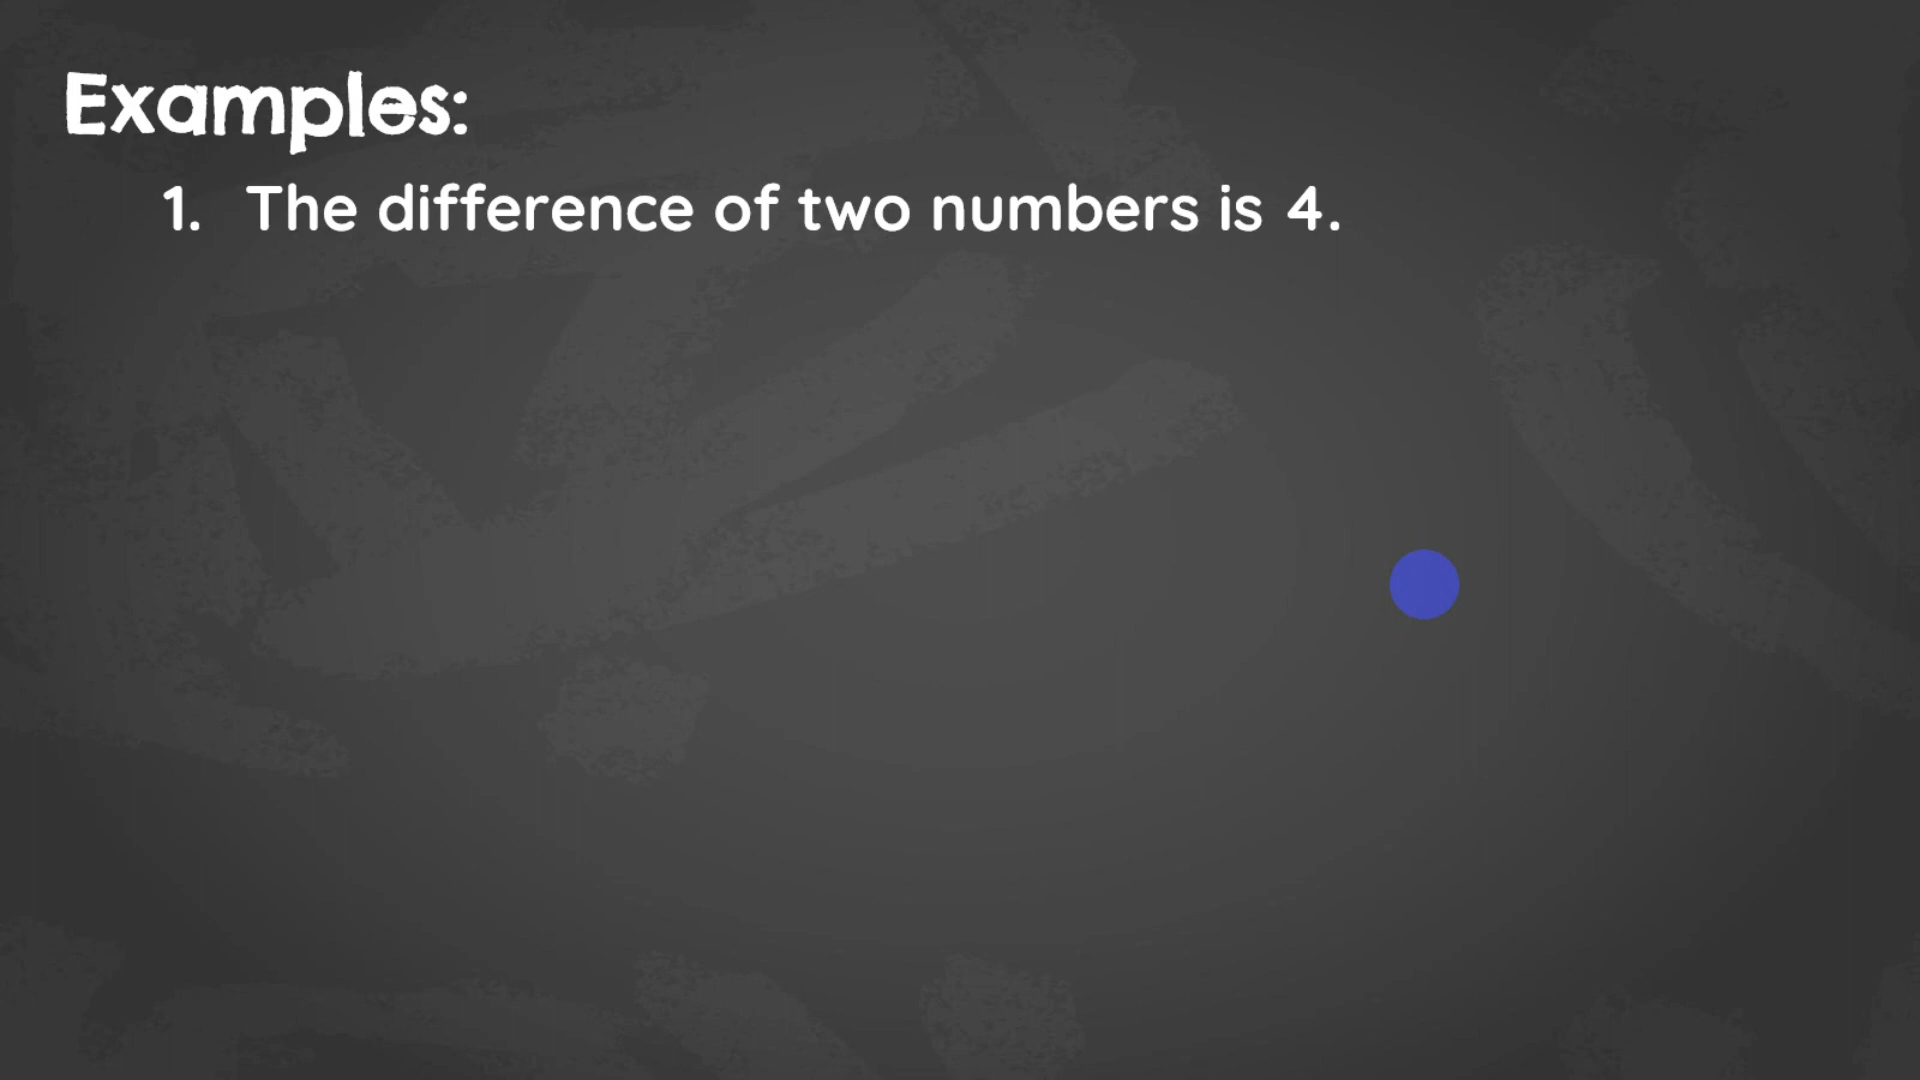 Examples:
1. The difference of two numbers is 4.